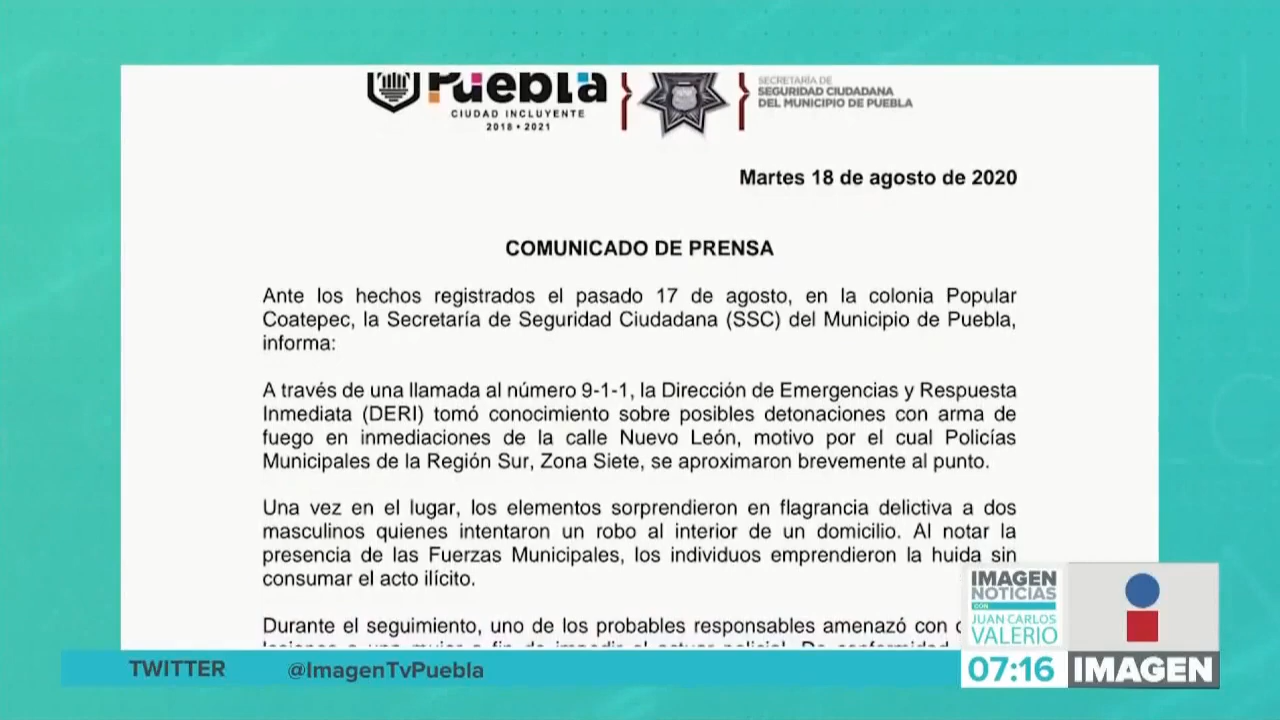 Puebla
CIUDAD INCLUYENTE
2018 • 2021
SECRETARÍA DE
SEGURIDAD CIUDADANA
DEL MUNICIPIO DE PUEBLA
Martes 18 de agosto de 2020
COMUNICADO DE PRENSA
Ante los hechos registrados el pasado 17 de agosto, en la colonia Popular
Coatepec, la Secretaría de Seguridad Ciudadana (SSC) del Municipio de Puebla,
informa:
A través de una llamada al número 9-1-1, la Dirección de Emergencias y Respuesta
Inmediata (DERI) tomó conocimiento sobre posibles detonaciones con arma de
fuego en inmediaciones de la calle Nuevo León, motivo por el cual Policías
Municipales de la Región Sur, Zona Siete, se aproximaron brevemente al punto.
Una vez en el lugar, los elementos sorprendieron en flagrancia delictiva a dos
masculinos quienes intentaron un robo al interior de un domicilio. Al notar la
presencia de las Fuerzas Municipales, los individuos emprendieron la huida sin
consumar el acto ilícito.
Durante el seguimiento, uno de los probables responsables amenazó con
IMAGEN
NOTICIAS
CON
JUAN CARLOS
VALERIO
TWITTER @ImagenTvPuebla
07:16 IMAGEN